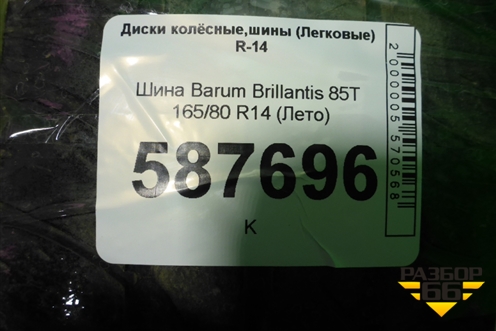 Диски колёсные,шины (Легковые)
R-14
Шина Barum Brillantis 85T
165/80 R14 (Лето)
587696
К
2000005570568
РАЗБОР
66